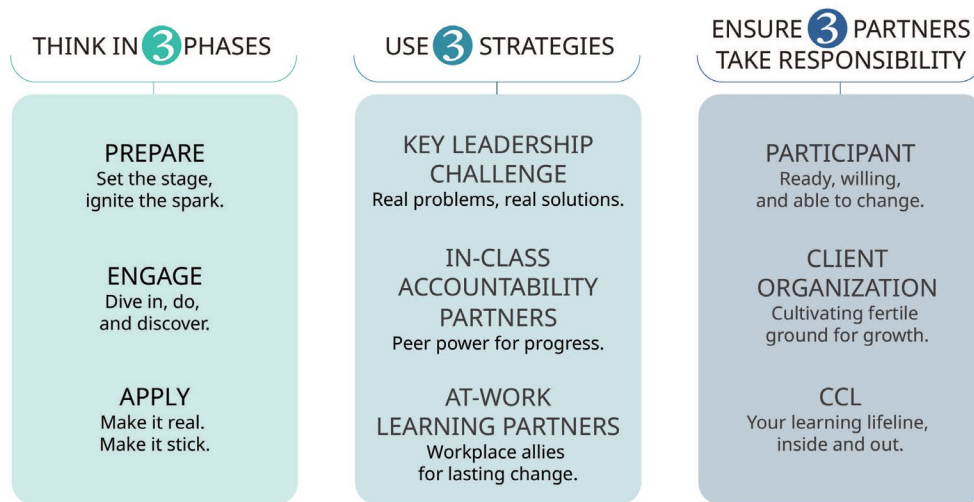 THINK IN 3 PHASES
PREPARE
Set the stage,
ignite the spark.
ENGAGE
Dive in, do,
and discover.
APPLY
Make it real.
Make it stick.
USE 3 STRATEGIES
KEY LEADERSHIP
CHALLENGE
Real problems, real solutions.
IN-CLASS
ACCOUNTABILITY
PARTNERS
Peer power for progress.
AT-WORK
LEARNING PARTNERS
Workplace allies
for lasting change.
ENSURE 3 PARTNERS
TAKE RESPONSIBILITY
PARTICIPANT
Ready, willing,
and able to change.
CLIENT
ORGANIZATION
Cultivating fertile
ground for growth.
CCL
Your learning lifeline,
inside and out.